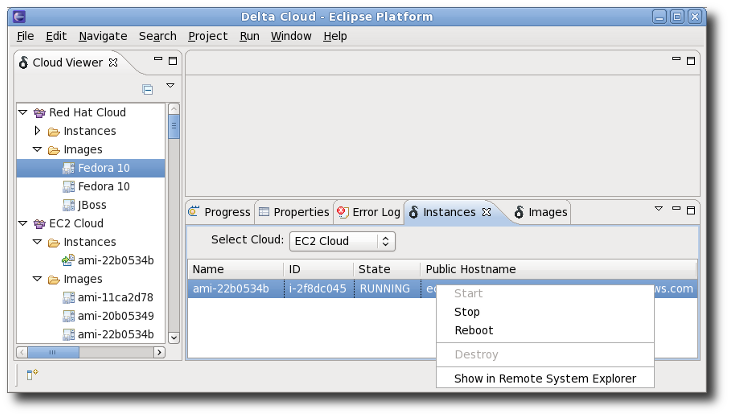 Delta Cloud - Eclipse Platform
File Edit Navigate Search Project Run Window Help
Cloud Viewer
Red Hat Cloud
Instances
Images
Fedora 10
Fedora 10
JBoss
EC2 Cloud
Instances
ami-22b0534b
Images
ami-11ca2d78
ami-20b05349
ami-22b0534b
Progress Properties Error Log Instances Images
Select Cloud: EC2 Cloud
Name ID State Public Hostname
ami-22b0534b i-2f8dc045 RUNNING ec ws.com
Start
Stop
Reboot
Destroy
Show in Remote System Explorer